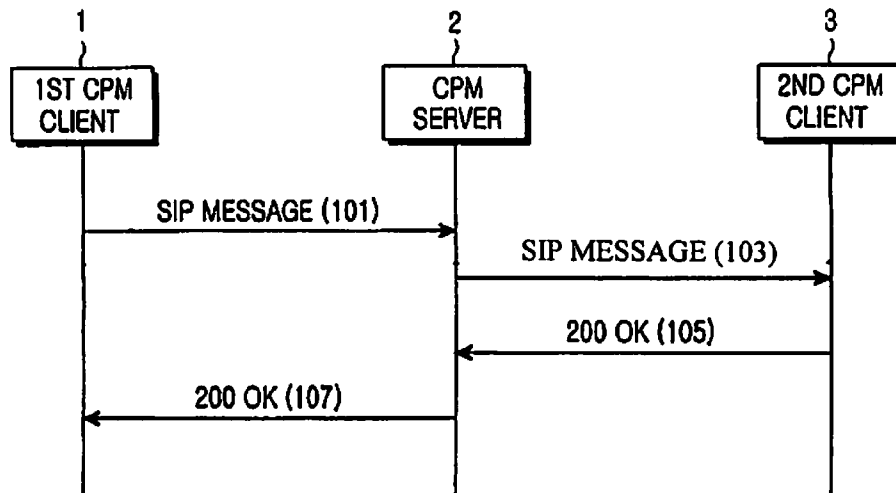 1
2
3
1ST CPM
CLIENT
CPM
SERVER
2ND CPM
CLIENT
SIP MESSAGE (101)
SIP MESSAGE (103)
200 OK (105)
200 OK (107)